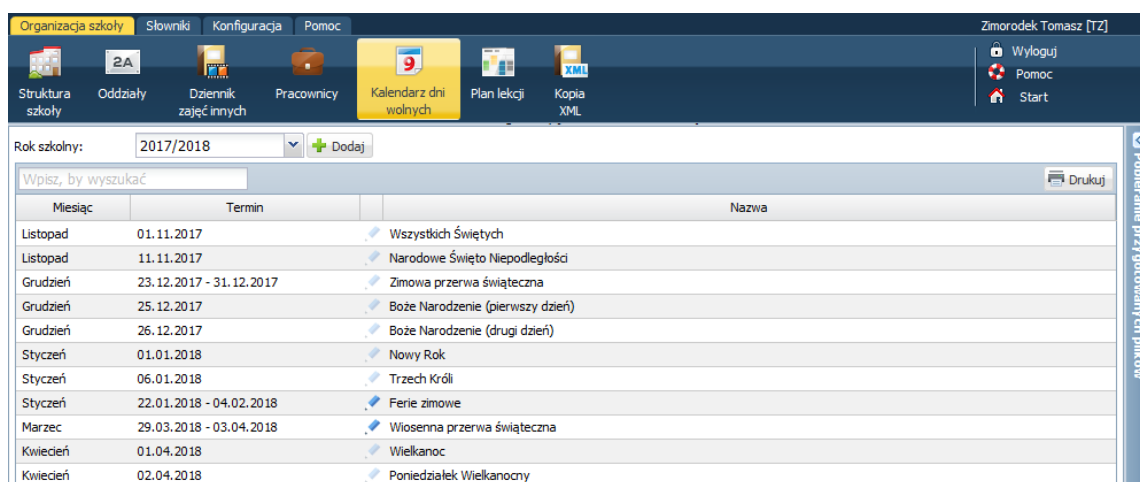 Organizacja szkoły Słowniki Konfiguracja Pomoc Zimorodek Tomasz [TZ]
Struktura szkoły
2A Oddziały
Dziennik zajęć innych
Pracownicy
9 Kalendarz dni wolnych
Plan lekcji
XML Kopia XML
Wyloguj
Pomoc
Start
Rok szkolny: 2017/2018 Dodaj
Wpisz, by wyszukać Drukuj
Miesiąc Termin Nazwa
Listopad 01.11.2017 Wszystkich Świętych
Listopad 11.11.2017 Narodowe Święto Niepodległości
Grudzień 23.12.2017 - 31.12.2017 Zimowa przerwa świąteczna
Grudzień 25.12.2017 Boże Narodzenie (pierwszy dzień)
Grudzień 26.12.2017 Boże Narodzenie (drugi dzień)
Styczeń 01.01.2018 Nowy Rok
Styczeń 06.01.2018 Trzech Króli
Styczeń 22.01.2018 - 04.02.2018 Ferie zimowe
Marzec 29.03.2018 - 03.04.2018 Wiosenna przerwa świąteczna
Kwiecień 01.04.2018 Wielkanoc
Kwiecień 02.04.2018 Poniedziałek Wielkanocny
Pobieranie przygotowanych plików